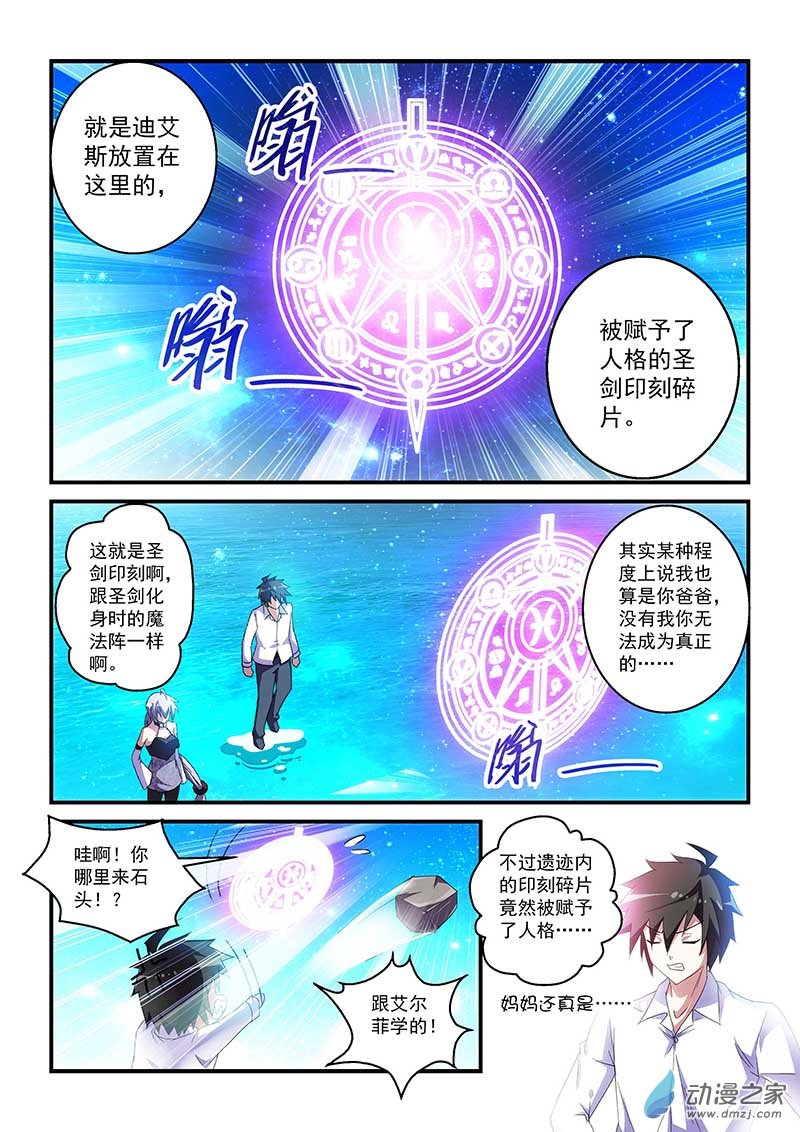 就是迪艾
斯放置在
这里的，
嗡——
嗡——
被赋予了
人格的圣
剑印刻碎
片。
这就是圣
剑印刻啊，
跟圣剑化
身时的魔
法阵一样
啊。
其实某种程
度上说我也
算是你爸爸，
没有我你无
法成为真正
的……
嗡——
哇啊！你
哪里来石
头！？
跟艾尔
菲学的！
不过遗迹内
的印刻碎片
竟然被赋予
了人格……
妈妈还真是……
动漫之家
www.dmzj.com